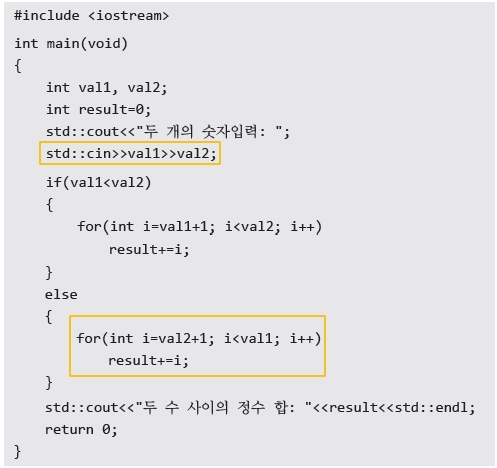 #include <iostream>
int main(void)
{
    int val1, val2;
    int result=0;
    std::cout<<"두 개의 숫자입력: ";
    std::cin>>val1>>val2;
    if(val1<val2)
    {
        for(int i=val1+1; i<val2; i++)
            result+=i;
    }
    else
    {
        for(int i=val2+1; i<val1; i++)
            result+=i;
    }
    std::cout<<"두 수 사이의 정수 합: "<<result<<std::endl;
    return 0;
}